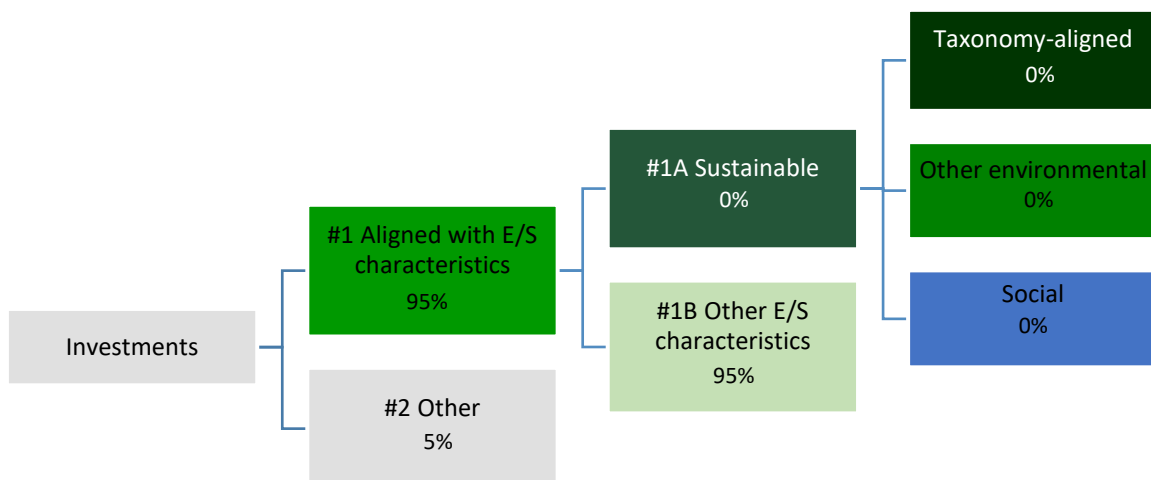 Investments
#1 Aligned with E/S
characteristics
95%
#2 Other
5%
#1A Sustainable
0%
#1B Other E/S
characteristics
95%
Taxonomy-aligned
0%
Other environmental
0%
Social
0%